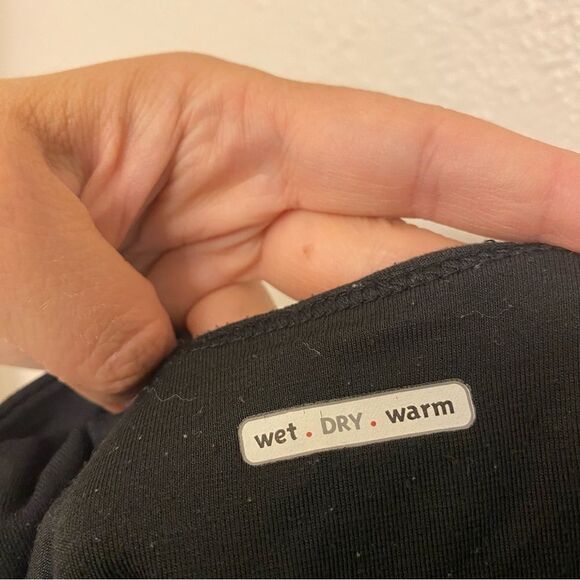 wet . DRY . warm